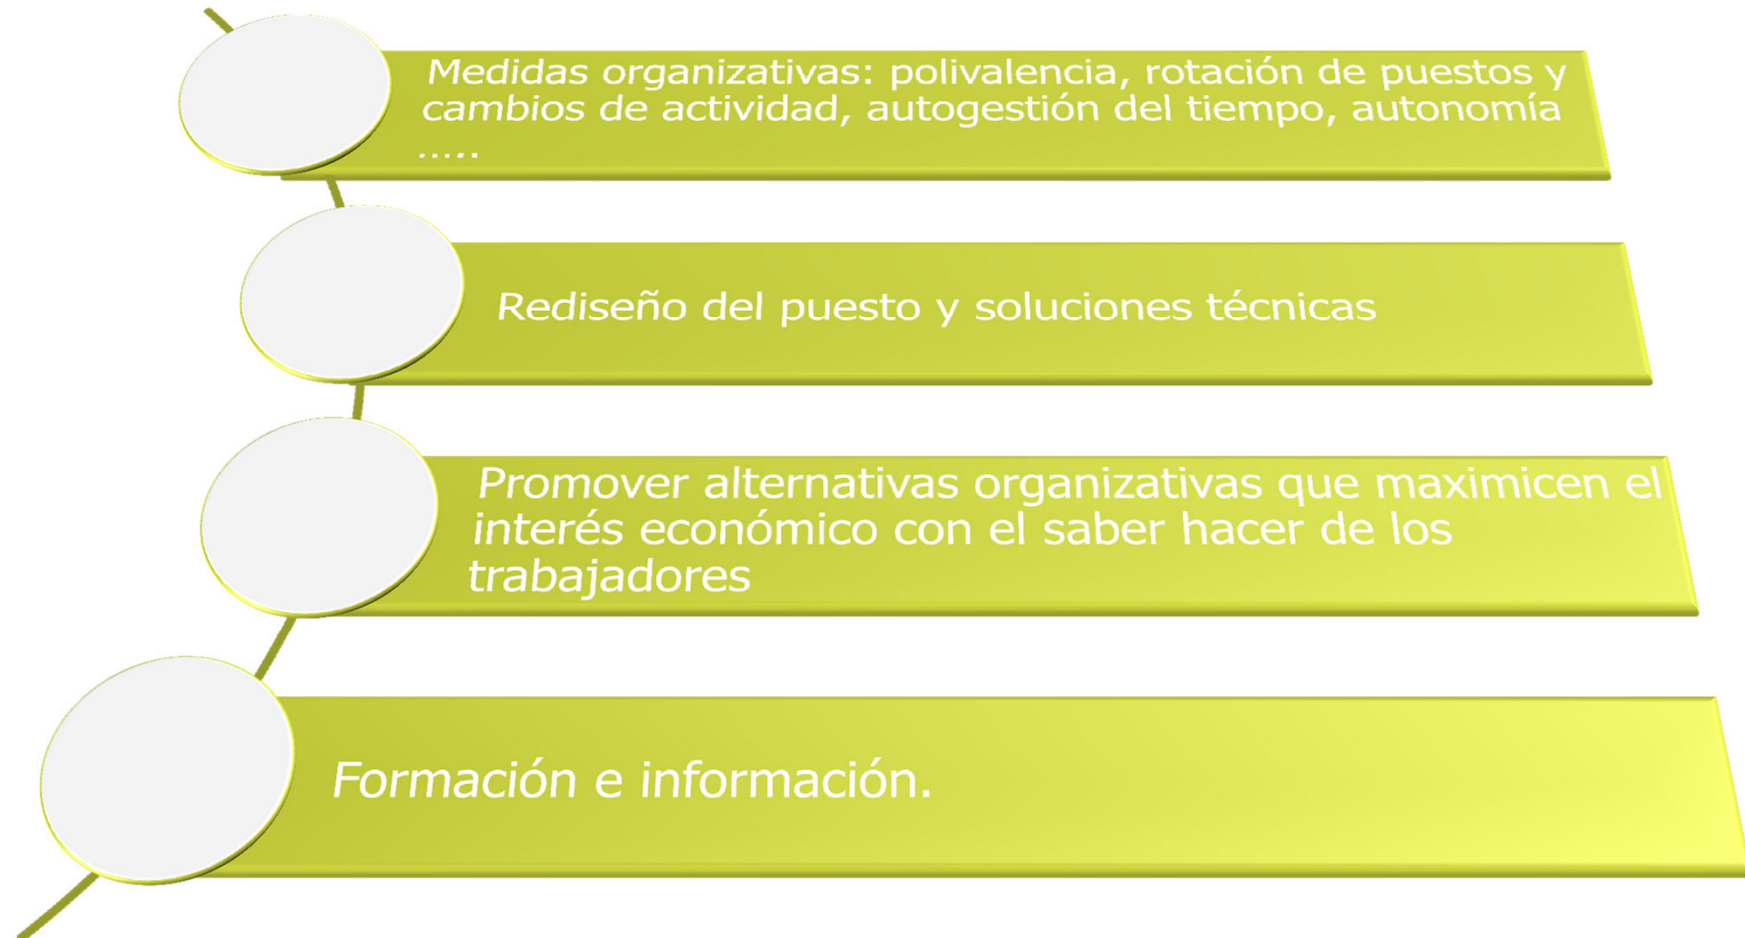 Medidas organizativas: polivalencia, rotación de puestos y
cambios de actividad, autogestión del tiempo, autonomía
.....
Rediseño del puesto y soluciones técnicas
Promover alternativas organizativas que maximicen el
interés económico con el saber hacer de los
trabajadores
Formación e información.